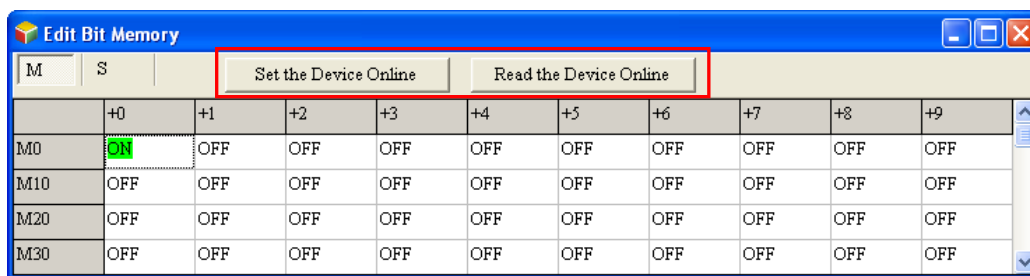 Edit Bit Memory
M S Set the Device Online Read the Device Online
+0 +1 +2 +3 +4 +5 +6 +7 +8 +9
M0 ON OFF OFF OFF OFF OFF OFF OFF OFF OFF
M10 OFF OFF OFF OFF OFF OFF OFF OFF OFF OFF
M20 OFF OFF OFF OFF OFF OFF OFF OFF OFF OFF
M30 OFF OFF OFF OFF OFF OFF OFF OFF OFF OFF